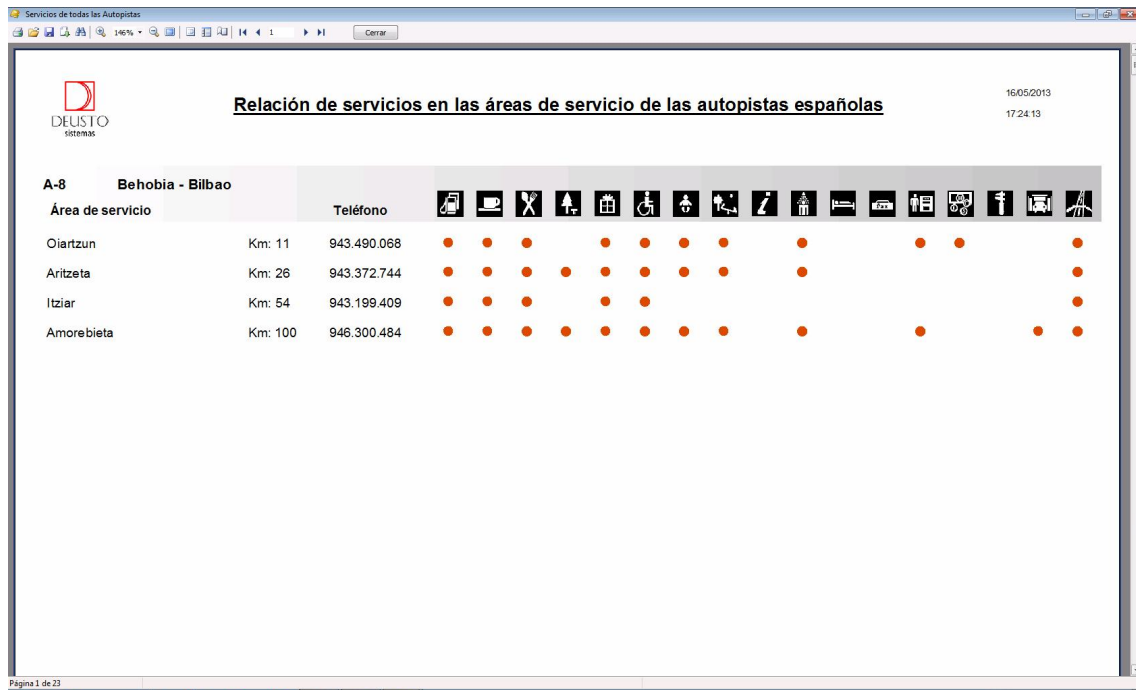 Servicios de todas las Autopistas
146%
1
Cerrar
DEUSTO
sistemas
Relación de servicios en las áreas de servicio de las autopistas españolas
16/05/2013
17:24:13
A-8 Behobia - Bilbao
Área de servicio Teléfono
Oiartzun Km: 11 943.490.068
Aritzeta Km: 26 943.372.744
Itziar Km: 54 943.199.409
Amorebieta Km: 100 946.300.484
Página 1 de 23